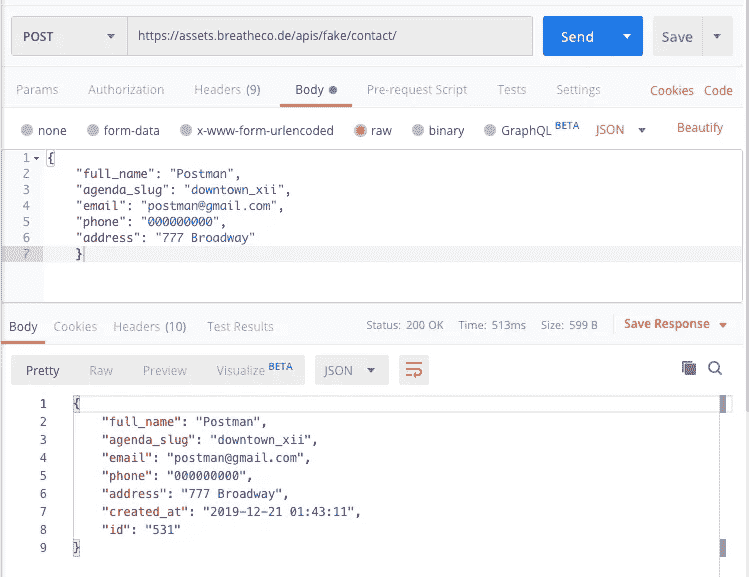 POST https://assets.breatheco.de/apis/fake/contact/ Send Save
Params Authorization Headers (9) Body Pre-request Script Tests Settings Cookies Code
none form-data x-www-form-urlencoded raw binary GraphQL BETA JSON Beautify
1 {
2 "full_name": "Postman",
3 "agenda_slug": "downtown_xii",
4 "email": "postman@gmail.com",
5 "phone": "000000000",
6 "address": "777 Broadway"
7 }
Body Cookies Headers (10) Test Results Status: 200 OK Time: 513ms Size: 599 B Save Response
Pretty Raw Preview Visualize BETA JSON
1 {
2 "full_name": "Postman",
3 "agenda_slug": "downtown_xii",
4 "email": "postman@gmail.com",
5 "phone": "000000000",
6 "address": "777 Broadway",
7 "created_at": "2019-12-21 01:43:11",
8 "id": "531"
9 }